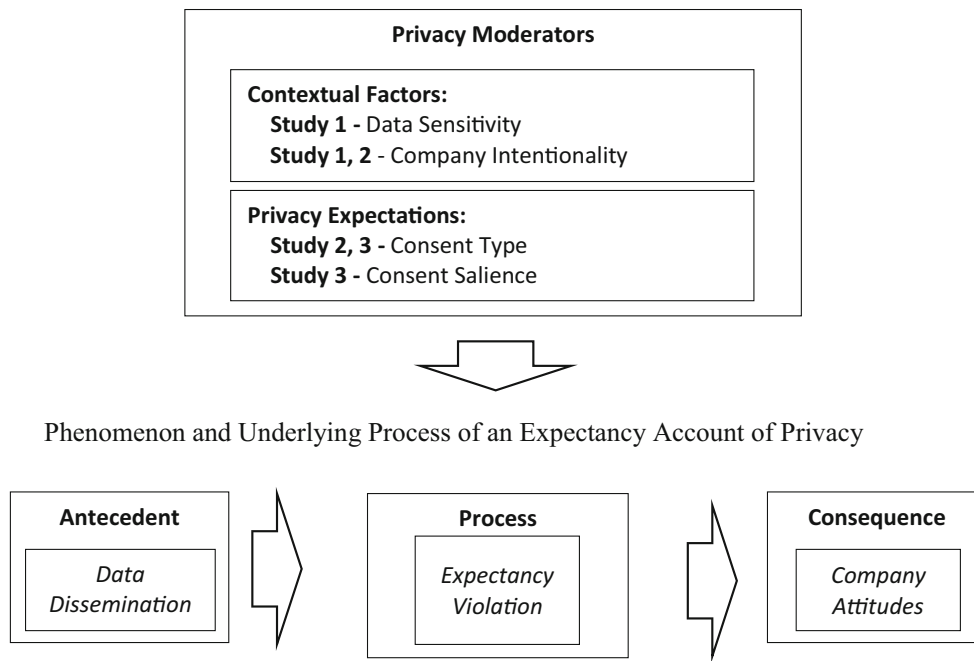 Privacy Moderators
Contextual Factors:
Study 1 - Data Sensitivity
Study 1, 2 - Company Intentionality
Privacy Expectations:
Study 2, 3 - Consent Type
Study 3 - Consent Salience
Phenomenon and Underlying Process of an Expectancy Account of Privacy
Antecedent
Data
Dissemination
Process
Expectancy
Violation
Consequence
Company
Attitudes